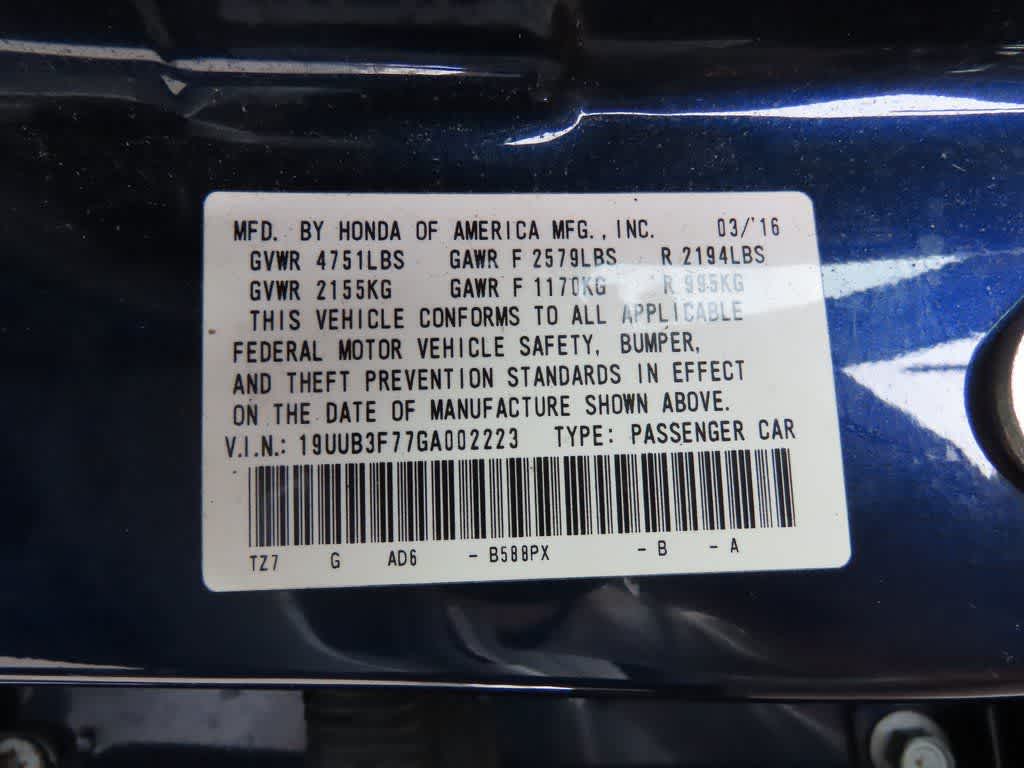 MFD. BY HONDA OF AMERICA MFG., INC. 03/'16
GVWR 4751LBS GAWR F 2579LBS R 2194LBS
GVWR 2155KG GAWR F 1170KG R 995KG
THIS VEHICLE CONFORMS TO ALL APPLICABLE
FEDERAL MOTOR VEHICLE SAFETY, BUMPER,
AND THEFT PREVENTION STANDARDS IN EFFECT
ON THE DATE OF MANUFACTURE SHOWN ABOVE.
V.I.N.: 19UUB3F77GA002223 TYPE: PASSENGER CAR
TZ7 G AD6 - B588PX - B - A